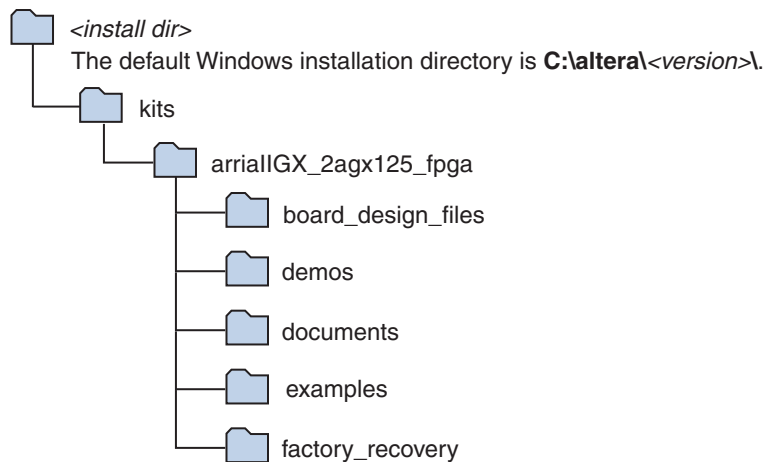 <install dir>
The default Windows installation directory is C:\altera\<version>\.
kits
arriaIIGX_2agx125_fpga
board_design_files
demos
documents
examples
factory_recovery